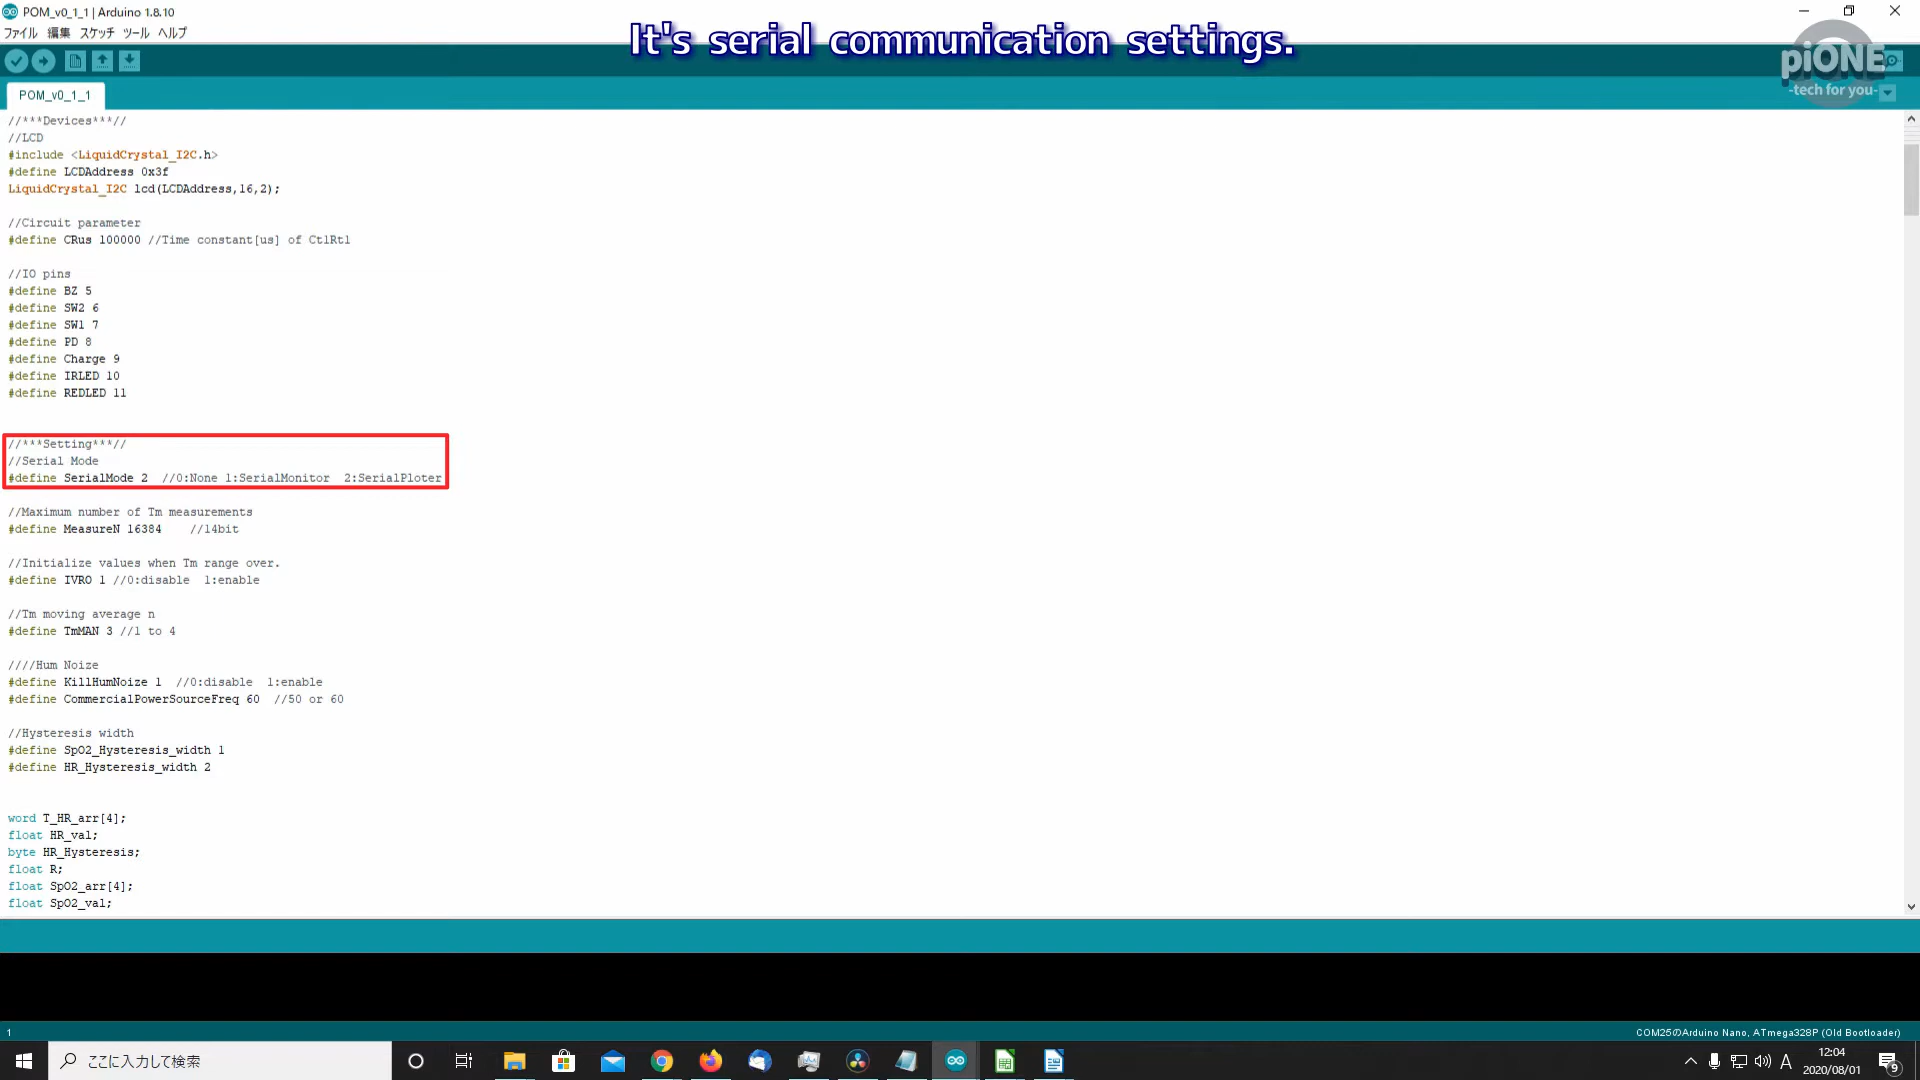 POM_v0_1_1 | Arduino 1.8.10
ファイル 編集 スケッチ ツール ヘルプ
It's serial communication settings.
piONE
-tech for you-
POM_v0_1_1
//***Devices***//
//LCD
#include <LiquidCrystal_I2C.h>
#define LCDAddress 0x3f
LiquidCrystal_I2C lcd(LCDAddress,16,2);
//Circuit parameter
#define CRus 100000 //Time constant[us] of Ct1Rt1
//IO pins
#define BZ 5
#define SW2 6
#define SW1 7
#define PD 8
#define Charge 9
#define IRLED 10
#define REDLED 11
//***Setting***//
//Serial Mode
#define SerialMode 2  //0:None 1:SerialMonitor  2:SerialPloter
//Maximum number of Tm measurements
#define MeasureN 16384    //14bit
//Initialize values when Tm range over.
#define IVRO 1 //0:disable  1:enable
//Tm moving average n
#define TmMAN 3 //1 to 4
////Hum Noize
#define KillHumNoize 1  //0:disable  1:enable
#define CommercialPowerSourceFreq 60  //50 or 60
//Hysteresis width
#define SpO2_Hysteresis_width 1
#define HR_Hysteresis_width 2
word T_HR_arr[4];
float HR_val;
byte HR_Hysteresis;
float R;
float SpO2_arr[4];
float SpO2_val;
1
COM25のArduino Nano, ATmega328P (Old Bootloader)
ここに入力して検索
A
12:04
2020/08/01
9